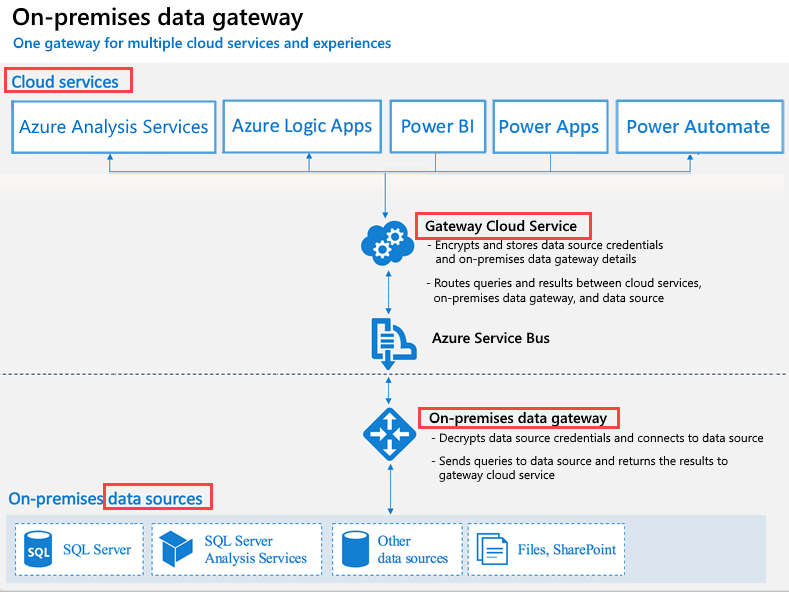 On-premises data gateway
One gateway for multiple cloud services and experiences
Cloud services
Azure Analysis Services
Azure Logic Apps
Power BI
Power Apps
Power Automate
Gateway Cloud Service
- Encrypts and stores data source credentials
and on-premises data gateway details
- Routes queries and results between cloud services,
on-premises data gateway, and data source
Azure Service Bus
On-premises data gateway
- Decrypts data source credentials and connects to data source
- Sends queries to data source and returns the results to
gateway cloud service
On-premises data sources
SQL
SQL Server
SQL Server
Analysis Services
Other
data sources
Files, SharePoint